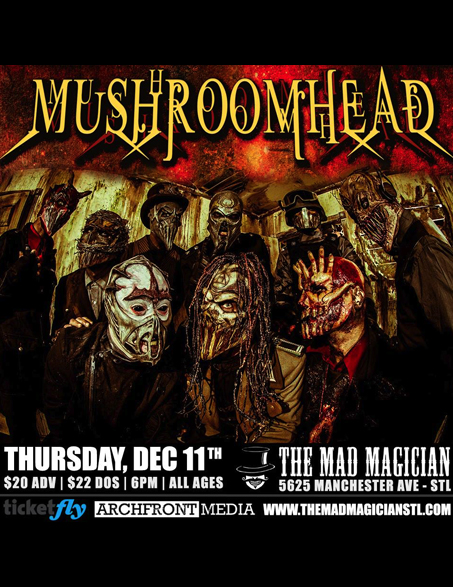 MUSHROOMHEAD
THURSDAY, DEC 11TH
$20 ADV | $22 DOS | 6PM | ALL AGES
THE MAD MAGICIAN
5625 MANCHESTER AVE - STL
ticketfly
ARCHFRONT MEDIA
WWW.THEMADMAGICIANSTL.COM